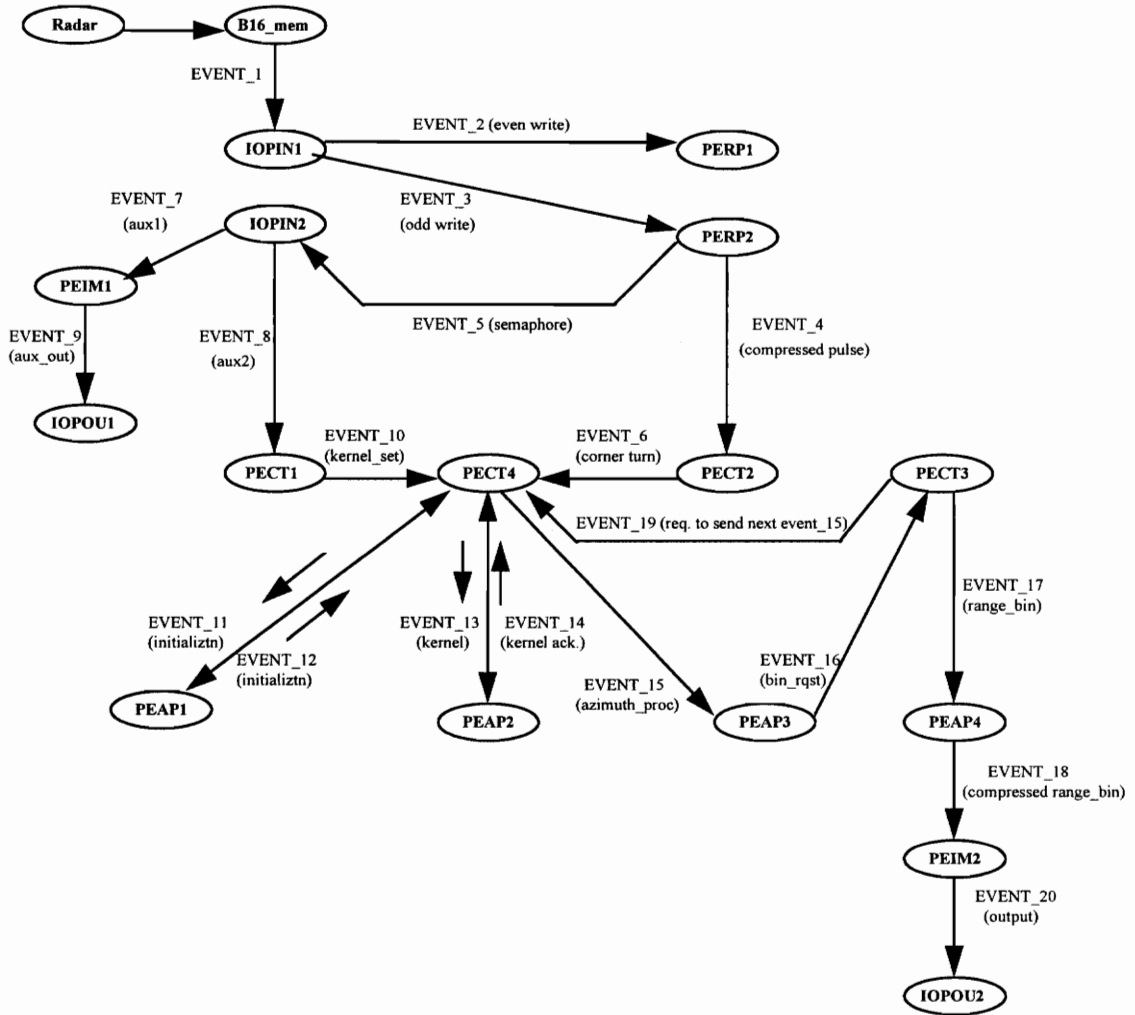 Radar
B16_mem
EVENT_1
IOPIN1
EVENT_2 (even write)
PERP1
EVENT_3
(odd write)
EVENT_7
(aux1)
IOPIN2
PERP2
PEIM1
EVENT_5 (semaphore)
EVENT_4
(compressed pulse)
EVENT_9
(aux_out)
EVENT_8
(aux2)
IOPOU1
EVENT_10
(kernel_set)
EVENT_6
(corner turn)
PECT1
PECT4
PECT2
PECT3
EVENT_19 (req. to send next event_15)
EVENT_17
(range_bin)
EVENT_11
(initializtn)
EVENT_12
(initializtn)
EVENT_13
(kernel)
EVENT_14
(kernel ack.)
EVENT_15
(azimuth_proc)
EVENT_16
(bin_rqst)
PEAP1
PEAP2
PEAP3
PEAP4
EVENT_18
(compressed range_bin)
PEIM2
EVENT_20
(output)
IOPOU2